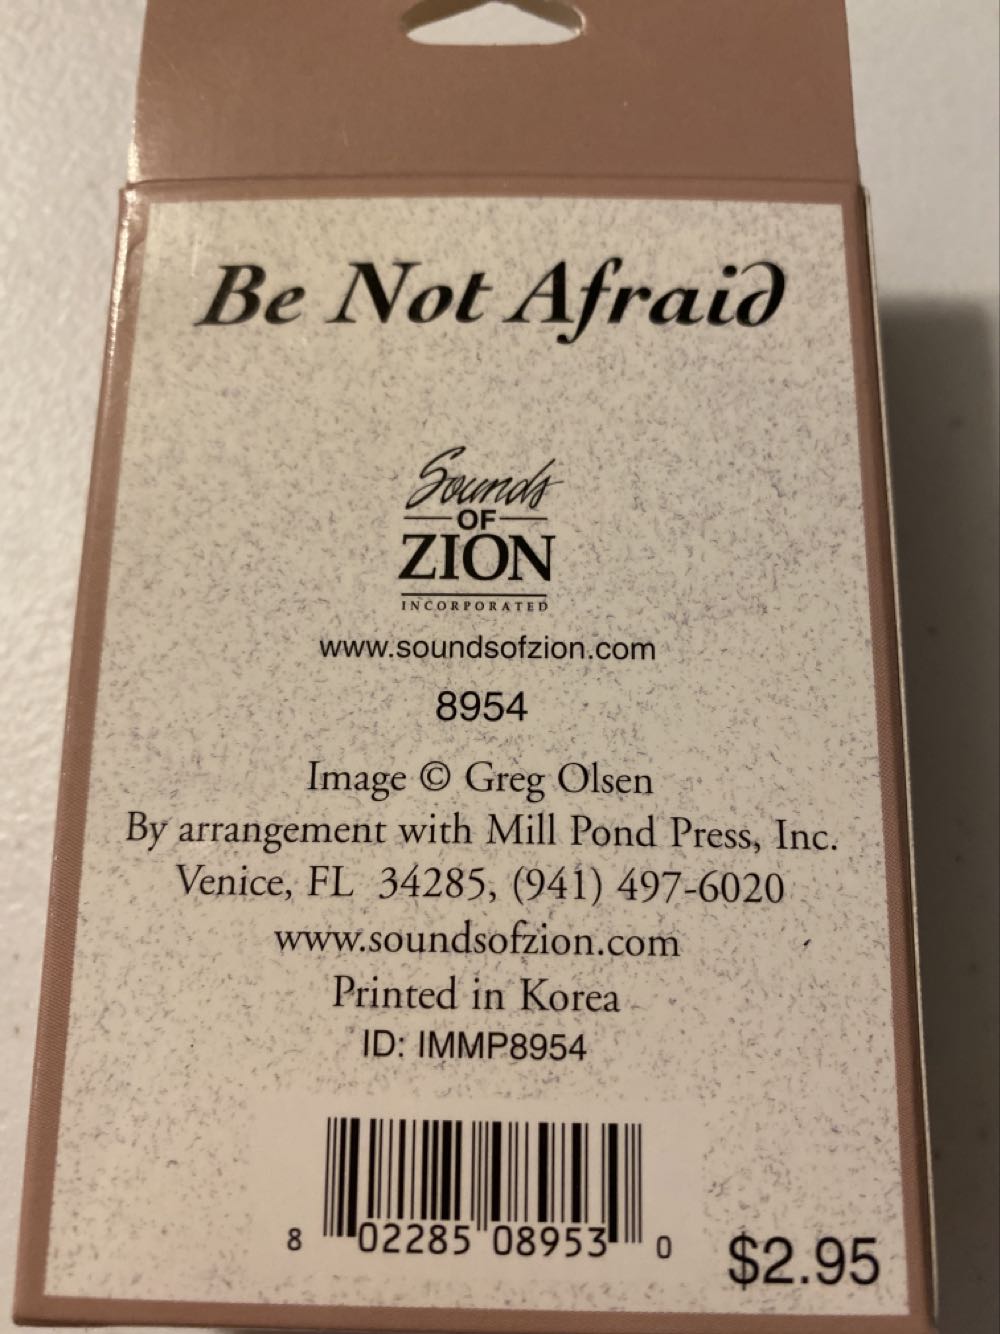 Be Not Afraid
Sounds
OF
ZION
INCORPORATED
www.soundsofzion.com
8954
Image © Greg Olsen
By arrangement with Mill Pond Press, Inc.
Venice, FL 34285, (941) 497-6020
www.soundsofzion.com
Printed in Korea
ID: IMMP8954
8 02285 08953 0
$2.95